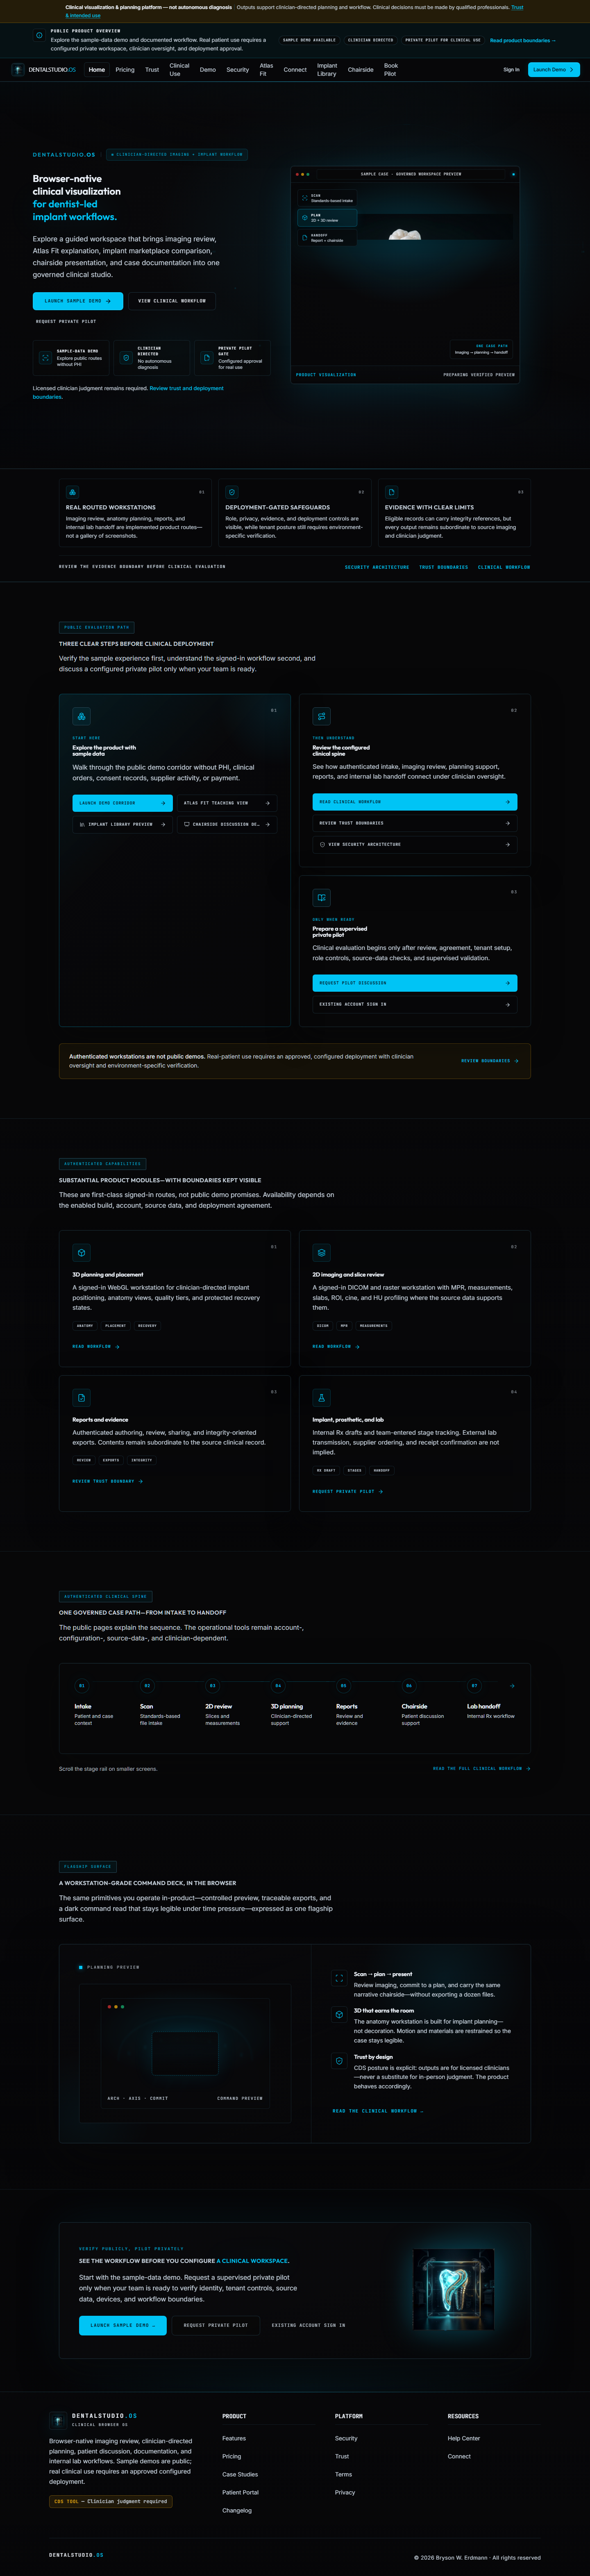 Clinical visualization & planning platform — not autonomous diagnosis Outputs support clinician-directed planning and workflow. Clinical decisions must be made by qualified professionals. Trust
& intended use
PUBLIC PRODUCT OVERVIEW
Explore the sample-data demo and documented workflow. Real patient use requires a
configured private workspace, clinician oversight, and deployment approval.
SAMPLE DEMO AVAILABLE
CLINICIAN DIRECTED
PRIVATE PILOT FOR CLINICAL USE
Read product boundaries →
DENTALSTUDIO.OS
Home
Pricing
Trust
Clinical
Use
Demo
Security
Atlas
Fit
Connect
Implant
Library
Chairside
Book
Pilot
Sign In
Launch Demo
DENTALSTUDIO.OS
CLINICIAN-DIRECTED IMAGING → IMPLANT WORKFLOW
Browser-native
clinical visualization
for dentist-led
implant workflows.
Explore a guided workspace that brings imaging review,
Atlas Fit explanation, implant marketplace comparison,
chairside presentation, and case documentation into one
governed clinical studio.
LAUNCH SAMPLE DEMO →
VIEW CLINICAL WORKFLOW
REQUEST PRIVATE PILOT
SAMPLE-DATA DEMO
Explore public routes
without PHI
CLINICIAN
DIRECTED
No autonomous
diagnosis
PRIVATE PILOT
GATE
Configured approval
for real use
Licensed clinician judgment remains required. Review trust and deployment
boundaries.
SAMPLE CASE · GOVERNED WORKSPACE PREVIEW
SCAN
Standards-based intake
PLAN
2D + 3D review
HANDOFF
Report + chairside
ONE CASE PATH
Imaging → planning → handoff
PRODUCT VISUALIZATION
PREPARING VERIFIED PREVIEW
01
REAL ROUTED WORKSTATIONS
Imaging review, anatomy planning, reports, and
internal lab handoff are implemented product routes—
not a gallery of screenshots.
02
DEPLOYMENT-GATED SAFEGUARDS
Role, privacy, evidence, and deployment controls are
visible, while tenant posture still requires environment-
specific verification.
03
EVIDENCE WITH CLEAR LIMITS
Eligible records can carry integrity references, but
every output remains subordinate to source imaging
and clinical judgment.
REVIEW THE EVIDENCE BOUNDARY BEFORE CLINICAL EVALUATION
SECURITY ARCHITECTURE
TRUST BOUNDARIES
CLINICAL WORKFLOW
PUBLIC EVALUATION PATH
THREE CLEAR STEPS BEFORE CLINICAL DEPLOYMENT
Verify the sample experience first, understand the signed-in workflow second, and
discuss a configured private pilot only when your team is ready.
01
START HERE
Explore the product with
sample data
Walk through the public demo corridor without PHI, clinical
orders, consent records, supplier activity, or payment.
LAUNCH DEMO CORRIDOR →
ATLAS FIT TEACHING VIEW →
IMPLANT LIBRARY PREVIEW →
CHAIRSIDE DISCUSSION DE… →
02
THEN UNDERSTAND
Review the configured
clinical spine
See how authenticated intake, imaging review, planning support,
reports, and internal lab handoff connect under clinician oversight.
READ CLINICAL WORKFLOW →
REVIEW TRUST BOUNDARIES →
VIEW SECURITY ARCHITECTURE →
03
ONLY WHEN READY
Prepare a supervised
private pilot
Clinical evaluation begins only after review, agreement, tenant setup,
role controls, source-data checks, and supervised validation.
REQUEST PILOT DISCUSSION →
EXISTING ACCOUNT SIGN IN →
Authenticated workstations are not public demos. Real-patient use requires an approved, configured deployment with clinician
oversight and environment-specific verification.
REVIEW BOUNDARIES →
AUTHENTICATED CAPABILITIES
SUBSTANTIAL PRODUCT MODULES—WITH BOUNDARIES KEPT VISIBLE
These are first-class signed-in routes, not public demo promises. Availability depends on
the enabled build, account, source data, and deployment agreement.
01
3D planning and placement
A signed-in WebGL workstation for clinician-directed implant
positioning, anatomy views, quality tiers, and protected recovery
states.
ANATOMY
PLACEMENT
RECOVERY
READ WORKFLOW →
02
2D imaging and slice review
A signed-in DICOM and raster workstation with MPR, measurements,
slabs, ROI, cine, and HU profiling where the source data supports
them.
DICOM
MPR
MEASUREMENTS
READ WORKFLOW →
03
Reports and evidence
Authenticated authoring, review, sharing, and integrity-oriented
exports. Contents remain subordinate to the source clinical record.
REVIEW
EXPORTS
INTEGRITY
REVIEW TRUST BOUNDARY →
04
Implant, prosthetic, and lab
Internal Rx drafts and team-entered stage tracking. External lab
transmission, supplier ordering, and receipt confirmation are not
implied.
RX DRAFT
STAGES
HANDOFF
REQUEST PRIVATE PILOT →
AUTHENTICATED CLINICAL SPINE
ONE GOVERNED CASE PATH—FROM INTAKE TO HANDOFF
The public pages explain the sequence. The operational tools remain account-,
configuration-, source-data-, and clinician-dependent.
01
Intake
Patient and case
context
02
Scan
Standards-based
file intake
03
2D review
Slices and
measurements
04
3D planning
Clinician-directed
support
05
Reports
Review and
evidence
06
Chairside
Patient discussion
support
07
Lab handoff
Internal Rx workflow
Scroll the stage rail on smaller screens.
READ THE FULL CLINICAL WORKFLOW →
FLAGSHIP SURFACE
A WORKSTATION-GRADE COMMAND DECK, IN THE BROWSER
The same primitives you operate in-product—controlled preview, traceable exports, and
a dark command read that stays legible under time pressure—expressed as one flagship
surface.
PLANNING PREVIEW
ARCH · AXIS · COMMIT
COMMAND PREVIEW
Scan → plan → present
Review imaging, commit to a plan, and carry the same
narrative chairside—without exporting a dozen files.
3D that earns the room
The anatomy workstation is built for implant planning—
not decoration. Motion and materials are restrained so the
case stays legible.
Trust by design
CDS posture is explicit: outputs are for licensed clinicians
—never a substitute for in-person judgment. The product
behaves accordingly.
READ THE CLINICAL WORKFLOW →
VERIFY PUBLICLY, PILOT PRIVATELY
SEE THE WORKFLOW BEFORE YOU CONFIGURE A CLINICAL WORKSPACE.
Start with the sample-data demo. Request a supervised private pilot
only when your team is ready to verify identity, tenant controls, source
data, devices, and workflow boundaries.
LAUNCH SAMPLE DEMO →
REQUEST PRIVATE PILOT
EXISTING ACCOUNT SIGN IN
DENTALSTUDIO.OS
CLINICAL BROWSER OS
Browser-native imaging review, clinician-directed
planning, patient discussion, documentation, and
internal lab workflows. Sample demos are public;
real clinical use requires an approved configured
deployment.
CDS TOOL — Clinician judgment required
PRODUCT
Features
Pricing
Case Studies
Patient Portal
Changelog
PLATFORM
Security
Trust
Terms
Privacy
RESOURCES
Help Center
Connect
DENTALSTUDIO.OS
© 2026 Bryson W. Erdmann · All rights reserved